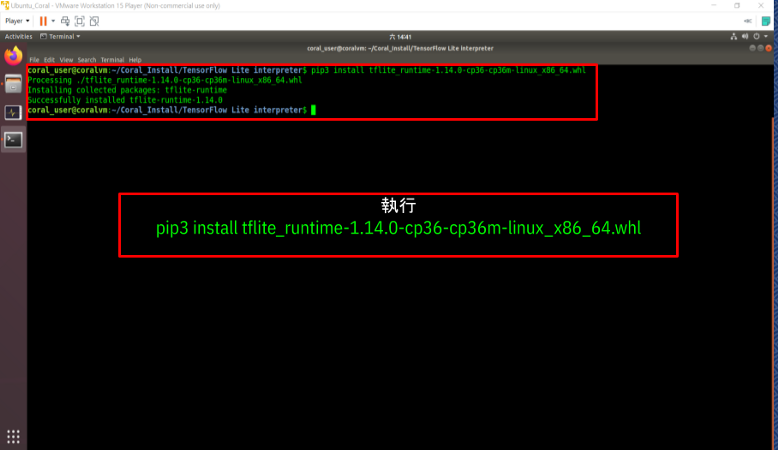 Ubuntu_Coral - VMware Workstation 15 Player (Non-commercial use only)
Player
Activities Terminal 六 14:41
coral_user@coralvm: ~/Coral_Install/TensorFlow Lite interpreter
File Edit View Search Terminal Help
coral_user@coralvm:~/Coral_Install/TensorFlow Lite interpreter$ pip3 install tflite_runtime-1.14.0-cp36-cp36m-linux_x86_64.whl
Processing ./tflite_runtime-1.14.0-cp36-cp36m-linux_x86_64.whl
Installing collected packages: tflite-runtime
Successfully installed tflite-runtime-1.14.0
coral_user@coralvm:~/Coral_Install/TensorFlow Lite interpreter$
執行
pip3 install tflite_runtime-1.14.0-cp36-cp36m-linux_x86_64.whl